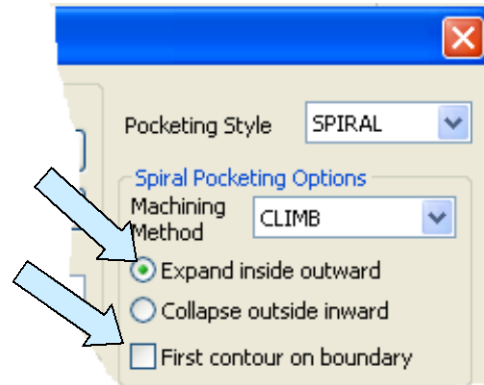 Pocketing Style SPIRAL
Spiral Pocketing Options
Machining
Method CLIMB
Expand inside outward
Collapse outside inward
First contour on boundary